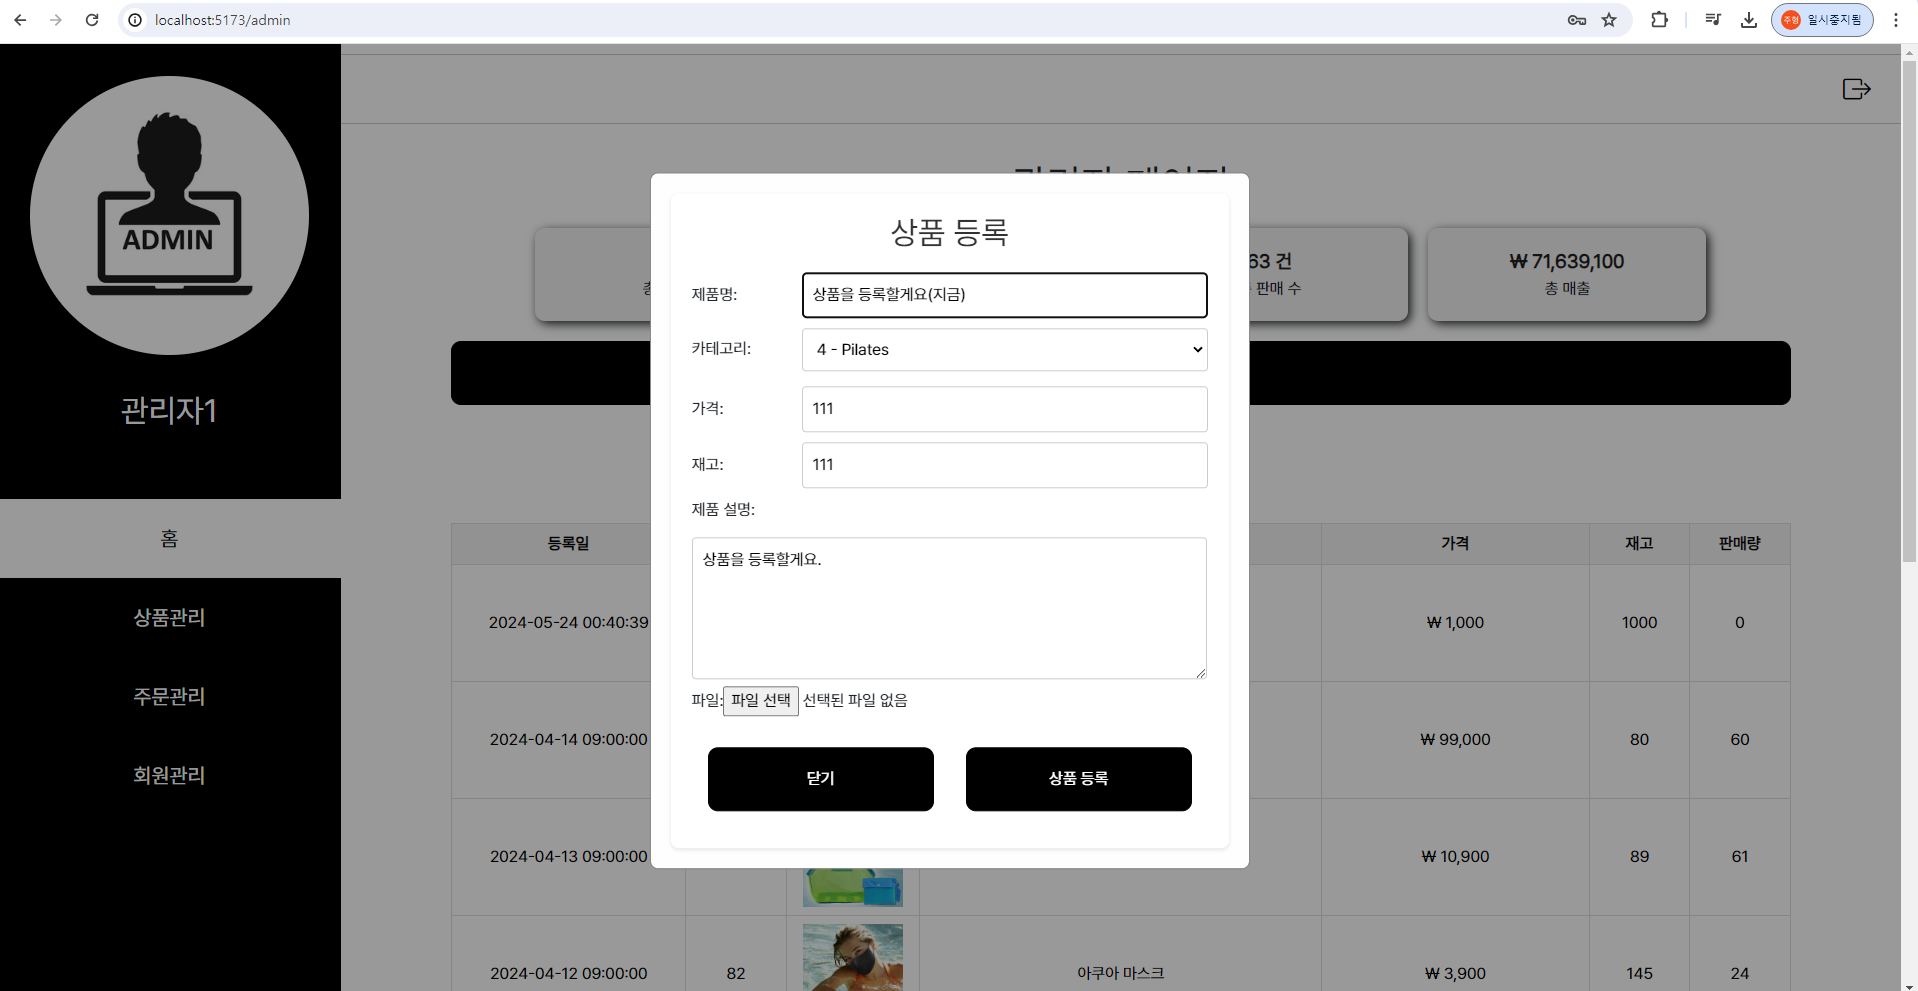 localhost:5173/admin
주형 일시중지됨
ADMIN
관리자1
홈
상품관리
주문관리
회원관리
63 건
판매 수
₩ 71,639,100
총 매출
상품 등록
제품명: 상품을 등록할게요(지금)
카테고리: 4 - Pilates
가격: 111
재고: 111
제품 설명:
상품을 등록할게요.
파일: 파일 선택 선택된 파일 없음
닫기 상품 등록
등록일 가격 재고 판매량
2024-05-24 00:40:39 ₩ 1,000 1000 0
2024-04-14 09:00:00 ₩ 99,000 80 60
2024-04-13 09:00:00 ₩ 10,900 89 61
2024-04-12 09:00:00 82 아쿠아 마스크 ₩ 3,900 145 24